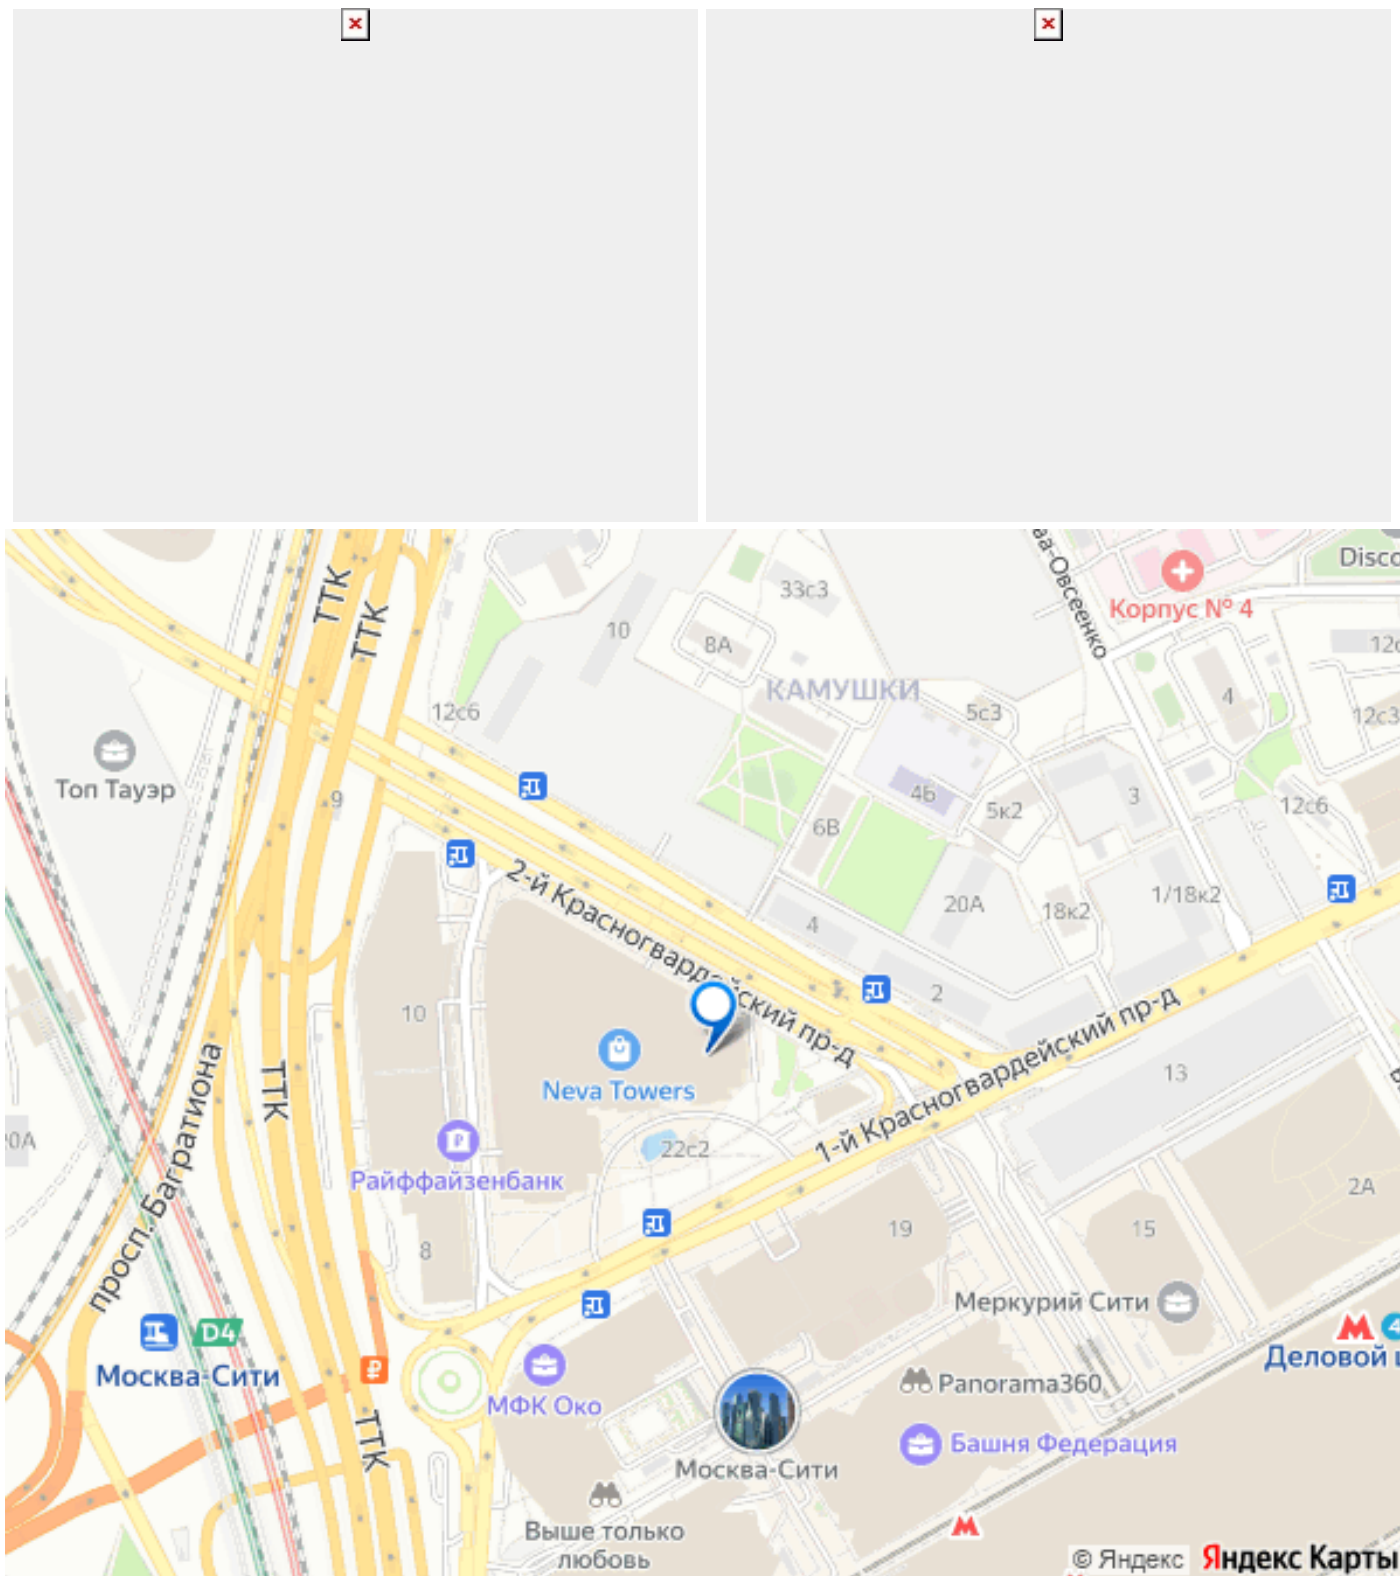 ТТК
ТТК
33с3
10
8А
КАМУШКИ
Корпус № 4
4
12с6
5с3
Топ Тауэр
9
4Б
5к2
3
12с6
6В
2-й Красногвардейский пр-д
20А
18к2
1/18к2
4
2
10
Neva Towers
1-й Красногвардейский пр-д
13
ТТК
просп. Багратиона
22с2
Райффайзенбанк
2А
8
19
15
Меркурий Сити
D4
Москва-Сити
МФК Око
Panorama360
Башня Федерация
Москва-Сити
ТТК
Выше только
любовь
© Яндекс Яндекс Карты